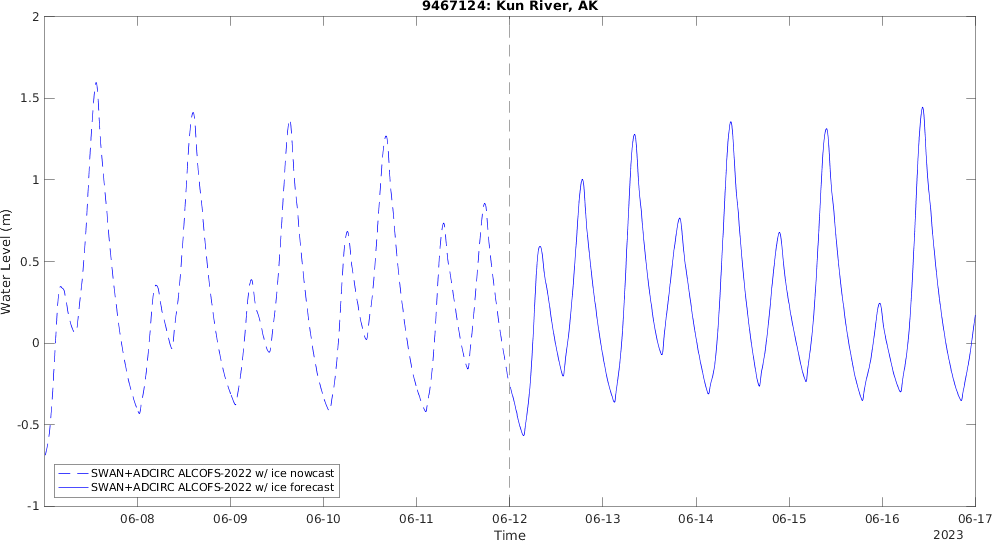 9467124: Kun River, AK
Water Level (m)
2
1.5
1
0.5
0
-0.5
-1
SWAN+ADCIRC ALCOFS-2022 w/ ice nowcast
SWAN+ADCIRC ALCOFS-2022 w/ ice forecast
06-08 06-09 06-10 06-11 06-12 06-13 06-14 06-15 06-16 06-17
Time
2023